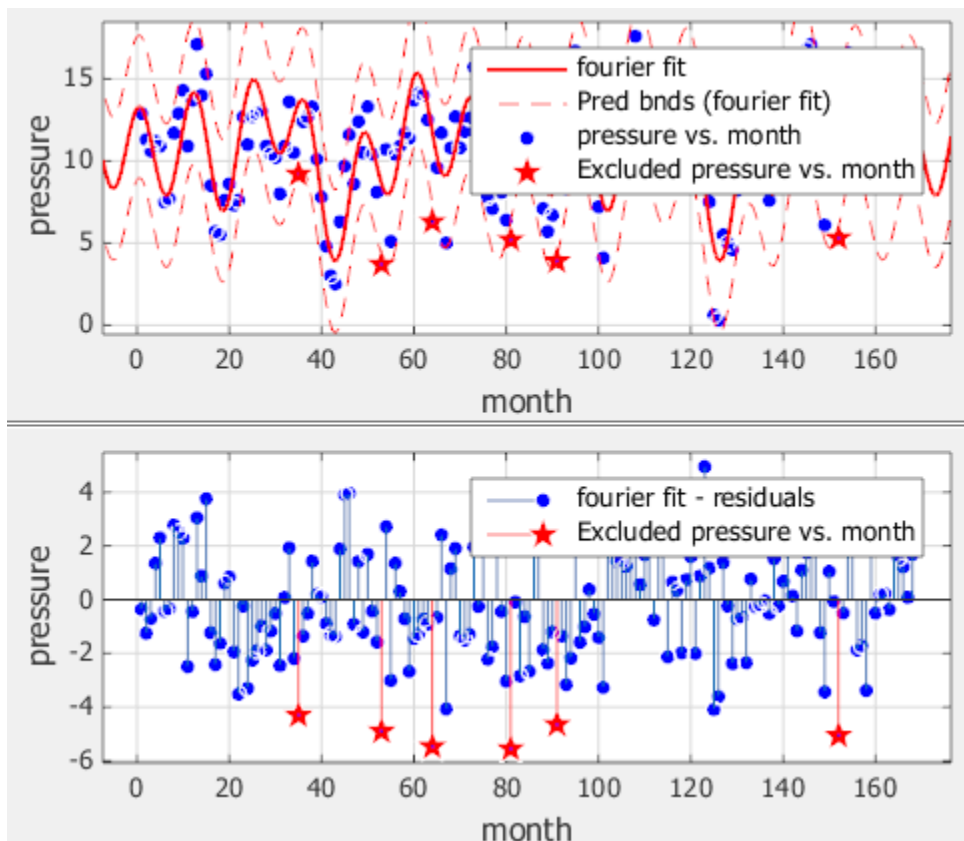 15
10
5
0
pressure
fourier fit
Pred bnds (fourier fit)
pressure vs. month
Excluded pressure vs. month
0 20 40 60 80 100 120 140 160
month
4
2
0
-2
-4
-6
pressure
fourier fit - residuals
Excluded pressure vs. month
0 20 40 60 80 100 120 140 160
month